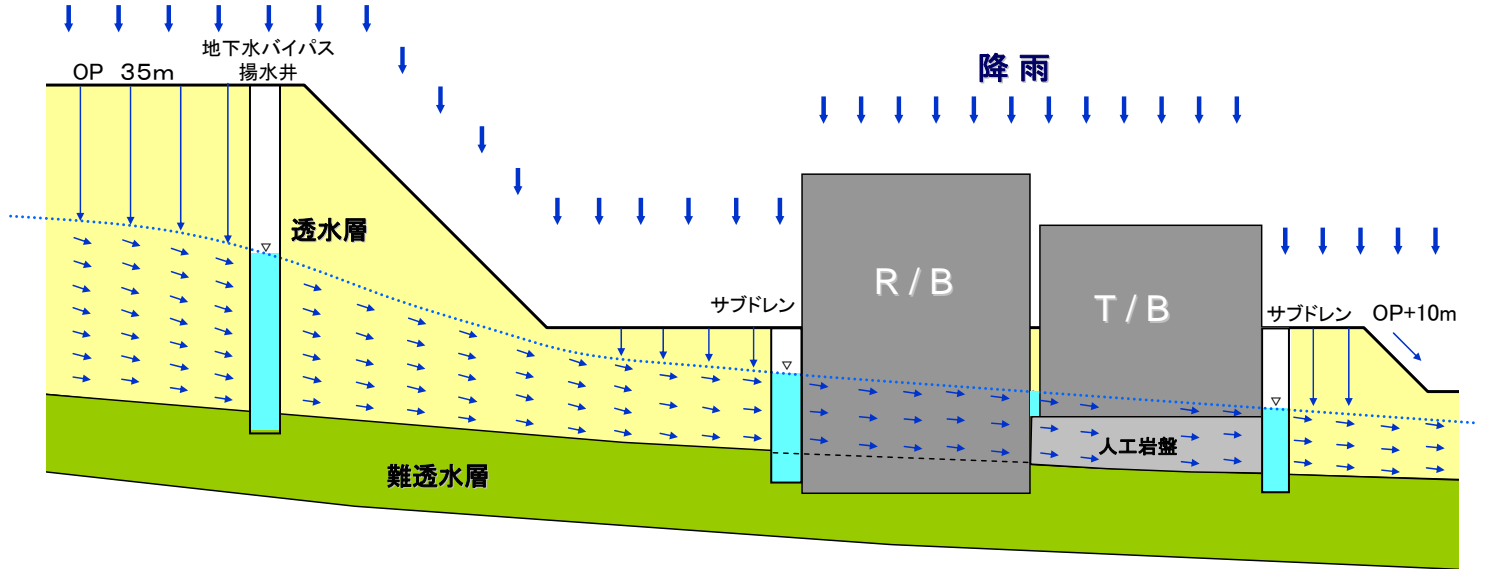 地下水バイパス
揚水井
OP 35m
降雨
透水層
サブドレン
R / B
T / B
サブドレン
OP+10m
人工岩盤
難透水層